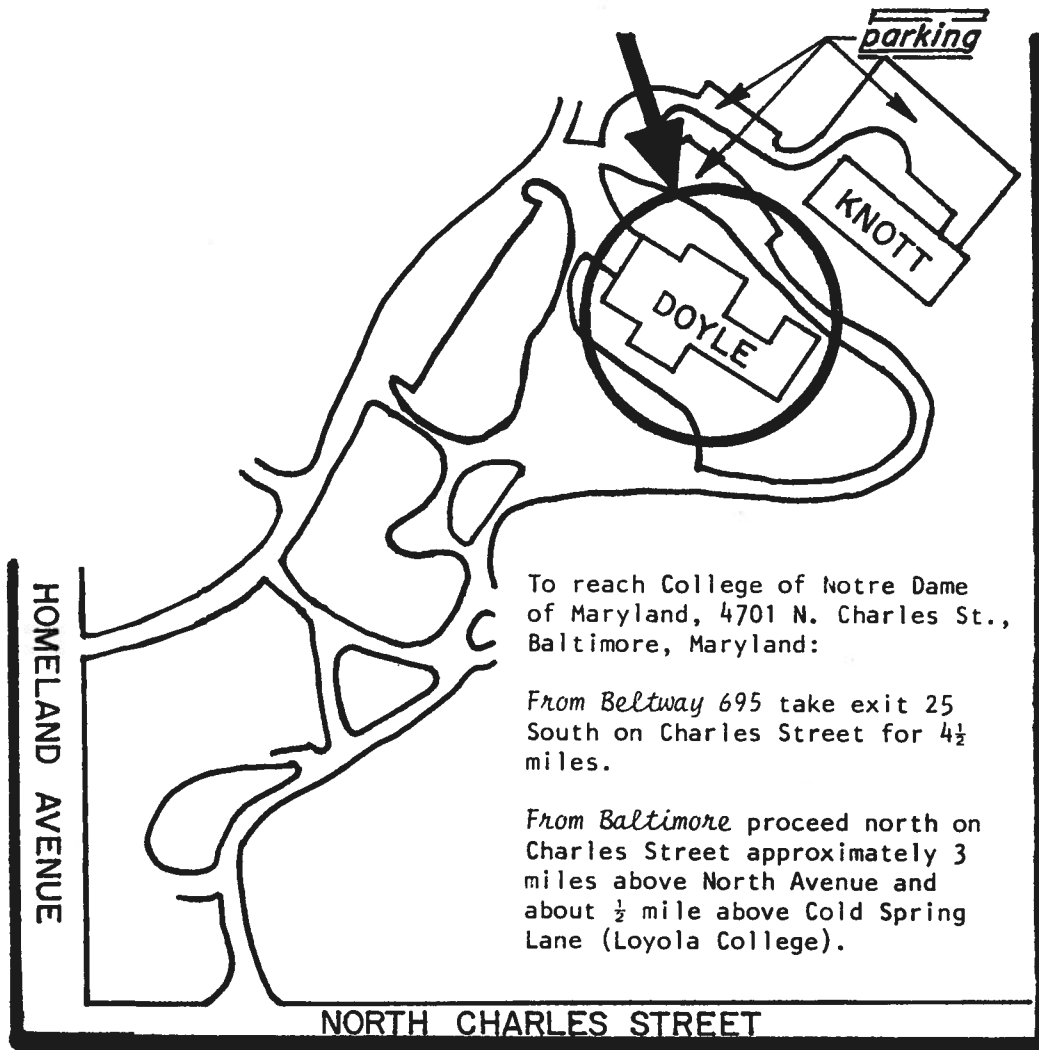 parking
KNOTT
DOYLE
HOMELAND AVENUE
To reach College of Notre Dame
of Maryland, 4701 N. Charles St.,
Baltimore, Maryland:
From Beltway 695 take exit 25
South on Charles Street for 4½
miles.
From Baltimore proceed north on
Charles Street approximately 3
miles above North Avenue and
about ½ mile above Cold Spring
Lane (Loyola College).
NORTH CHARLES STREET